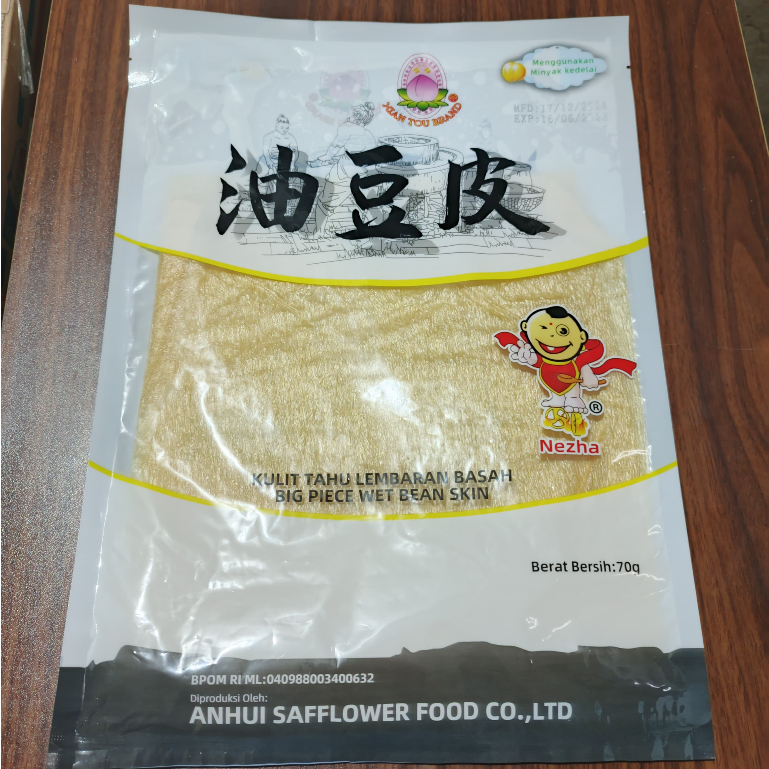 Menggunakan
Minyak kedelai
XIAN TOU BRAND®
油豆皮
®
Nezha
KULIT TAHU LEMBARAN BASAH
BIG PIECE WET BEAN SKIN
Berat Bersih:70g
BPOM RI ML:040988003400632
Diproduksi Oleh:
ANHUI SAFFLOWER FOOD CO.,LTD